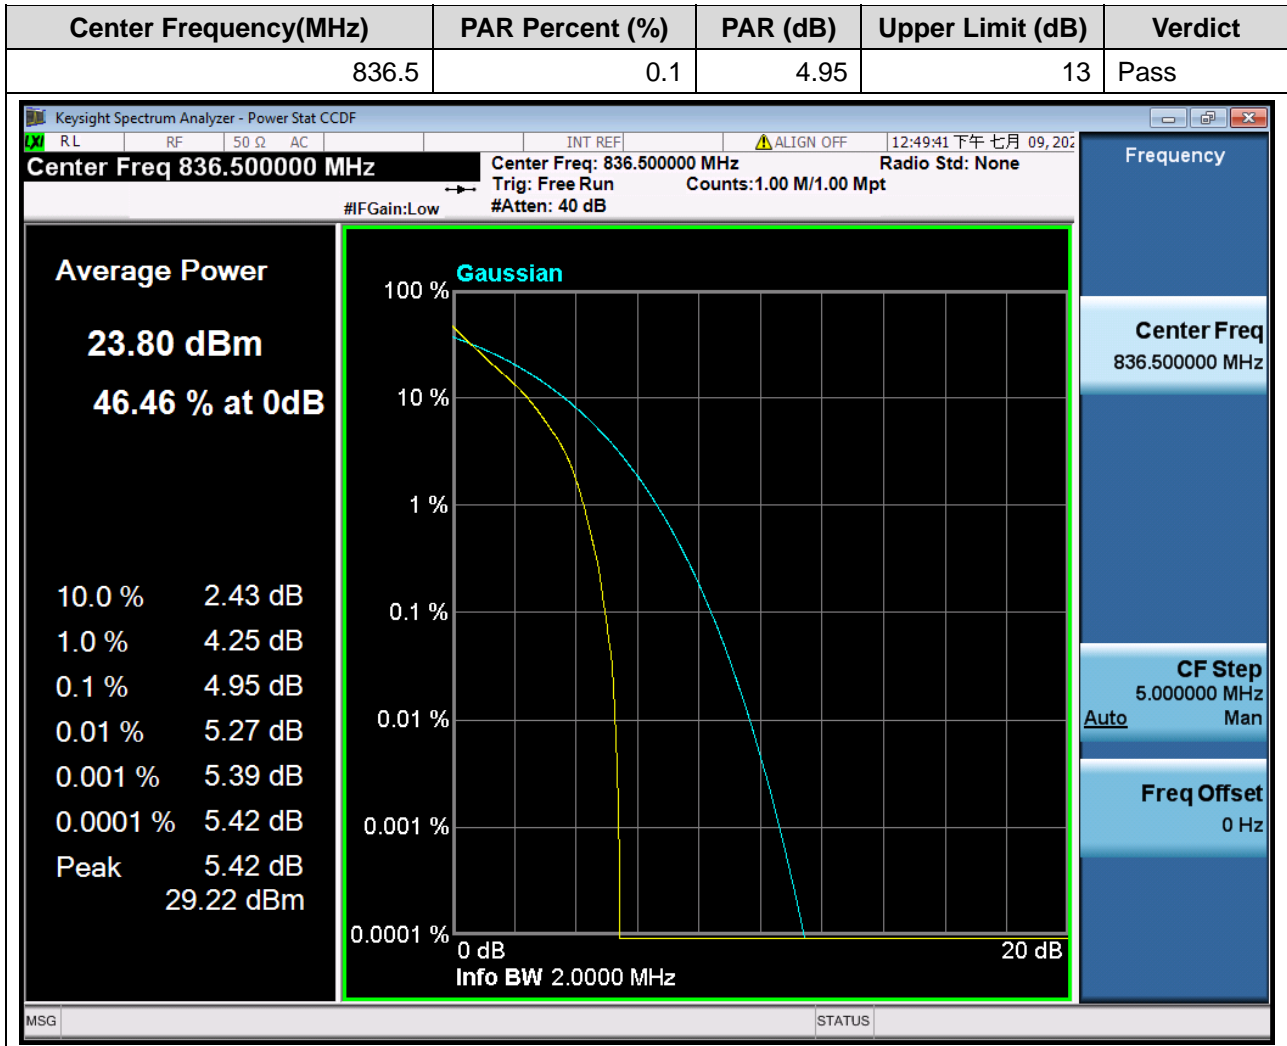 Center Frequency(MHz) PAR Percent (%) PAR (dB) Upper Limit (dB) Verdict
836.5 0.1 4.95 13 Pass
Keysight Spectrum Analyzer - Power Stat CCDF
LXI RL RF 50 Ω AC INT REF ALIGN OFF 12:49:41 下午 七月 09, 202
Center Freq 836.500000 MHz
Center Freq: 836.500000 MHz Radio Std: None
Trig: Free Run Counts:1.00 M/1.00 Mpt
#IFGain:Low #Atten: 40 dB
Average Power
23.80 dBm
46.46 % at 0dB
10.0 % 2.43 dB
1.0 % 4.25 dB
0.1 % 4.95 dB
0.01 % 5.27 dB
0.001 % 5.39 dB
0.0001 % 5.42 dB
Peak 5.42 dB
29.22 dBm
Gaussian
100 %
10 %
1 %
0.1 %
0.01 %
0.001 %
0.0001 %
0 dB 20 dB
Info BW 2.0000 MHz
Frequency
Center Freq
836.500000 MHz
CF Step
5.000000 MHz
Auto Man
Freq Offset
0 Hz
MSG STATUS